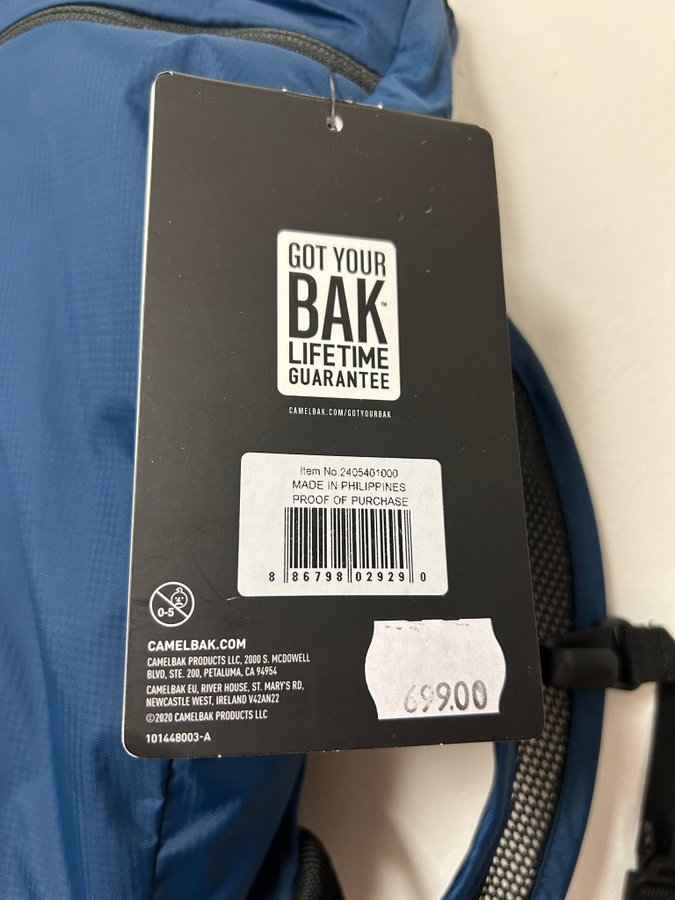 GOT YOUR
BAK™
LIFETIME
GUARANTEE
CAMELBAK.COM/GOTYOURBAK
Item No.2405401000
MADE IN PHILIPPINES
PROOF OF PURCHASE
8 86798 02929 0
0-5
CAMELBAK.COM
CAMELBAK PRODUCTS LLC, 2000 S. MCDOWELL
BLVD, STE. 200, PETALUMA, CA 94954
CAMELBAK EU, RIVER HOUSE, ST. MARY'S RD,
NEWCASTLE WEST, IRELAND V42AN22
©2020 CAMELBAK PRODUCTS LLC
101448003-A
699.00